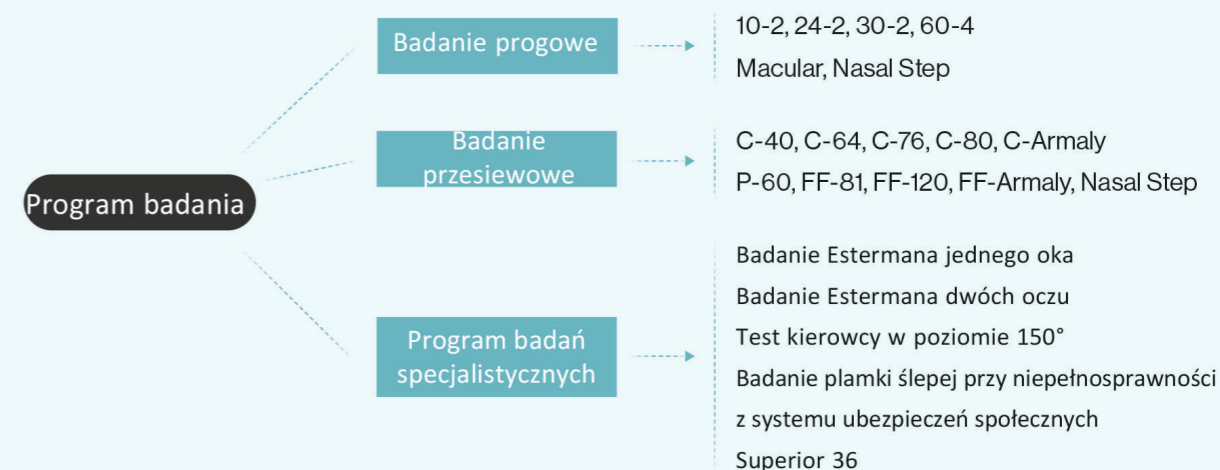 Program badania
Badanie progowe
10-2, 24-2, 30-2, 60-4
Macular, Nasal Step
Badanie
przesiewowe
C-40, C-64, C-76, C-80, C-Armaly
P-60, FF-81, FF-120, FF-Armaly, Nasal Step
Program badań
specjalistycznych
Badanie Estermana jednego oka
Badanie Estermana dwóch oczu
Test kierowcy w poziomie 150°
Badanie plamki ślepej przy niepełnosprawności
z systemu ubezpieczeń społecznych
Superior 36